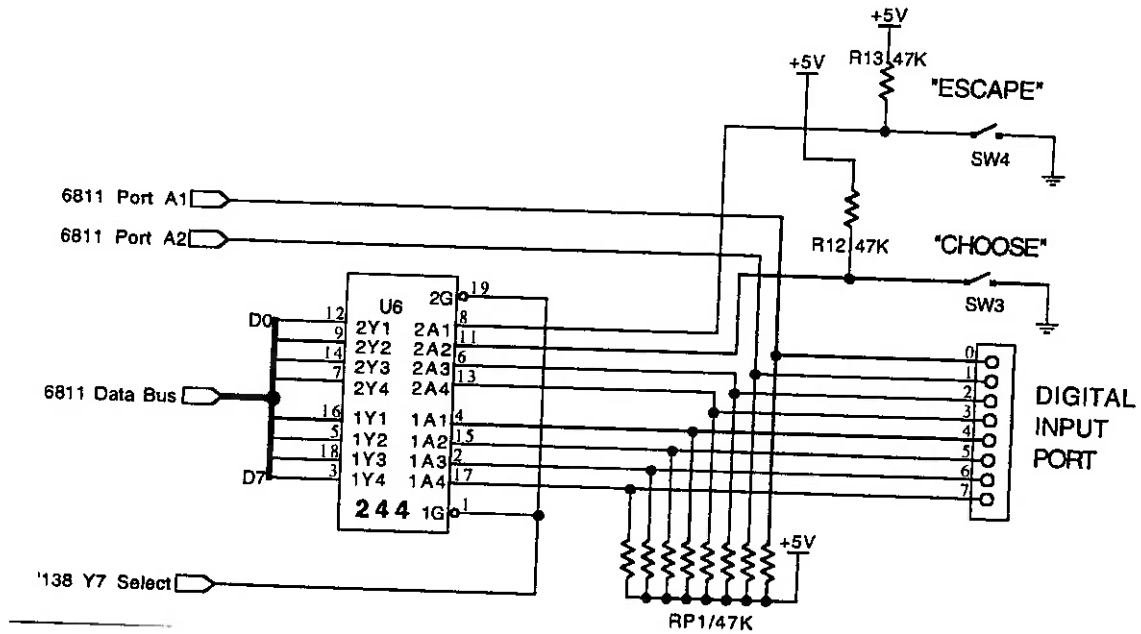 +5V
+5V
R13 47K
"ESCAPE"
SW4
6811 Port A1
6811 Port A2
R12 47K
"CHOOSE"
SW3
U6
2G 19
D0 12 2Y1 2A1 8
9 2Y2 2A2 11
14 2Y3 2A3 6
7 2Y4 2A4 13
6811 Data Bus
16 1Y1 1A1 4
5 1Y2 1A2 15
18 1Y3 1A3 2
D7 3 1Y4 1A4 17
244 1G 1
0
1
2
3
4
5
6
7
DIGITAL
INPUT
PORT
+5V
'138 Y7 Select
RP1/47K